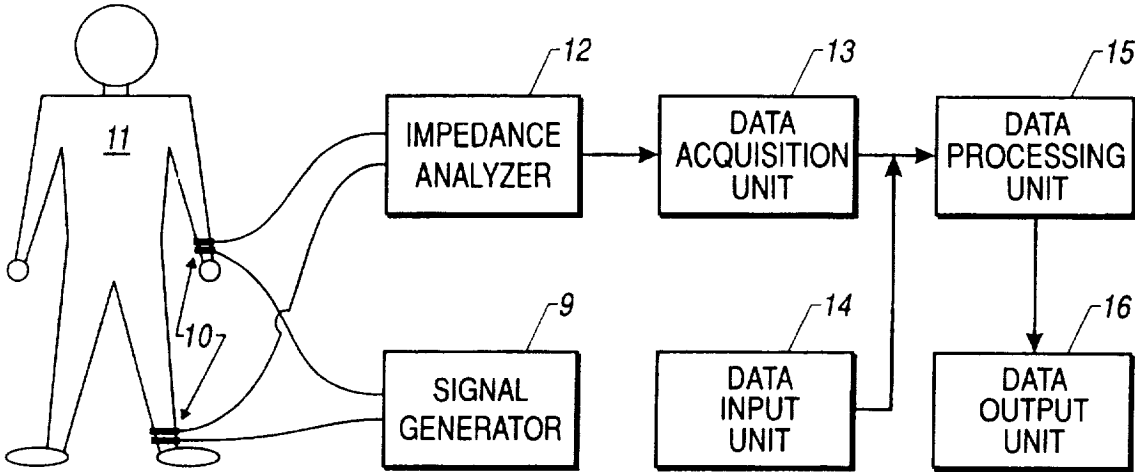 11
10
12
IMPEDANCE
ANALYZER
13
DATA
ACQUISITION
UNIT
15
DATA
PROCESSING
UNIT
9
SIGNAL
GENERATOR
14
DATA
INPUT
UNIT
16
DATA
OUTPUT
UNIT